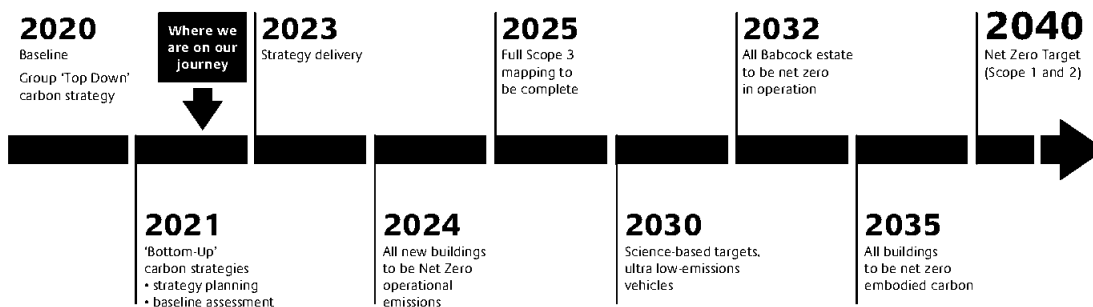 2020
Baseline
Group ‘Top Down’
carbon strategy
Where we
are on our
journey
2023
Strategy delivery
2025
Full Scope 3
mapping to
be complete
2032
All Babcock estate
to be net zero
in operation
2040
Net Zero Target
(Scope 1 and 2)
2021
‘Bottom-Up’
carbon strategies
• strategy planning
• baseline assessment
2024
All new buildings
to be Net Zero
operational
emissions
2030
Science-based targets,
ultra low-emissions
vehicles
2035
All buildings
to be net zero
embodied carbon